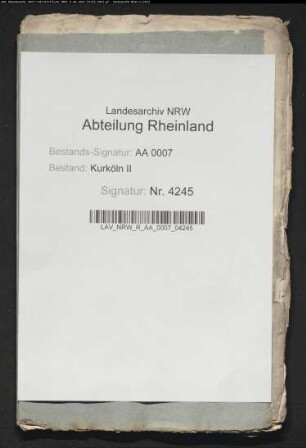 Landesarchiv NRW
Abteilung Rheinland
Bestands-Signatur: AA 0007
Bestand: Kurköln II
Signatur: Nr. 4245
LAV_NRW_R_AA_0007_04245